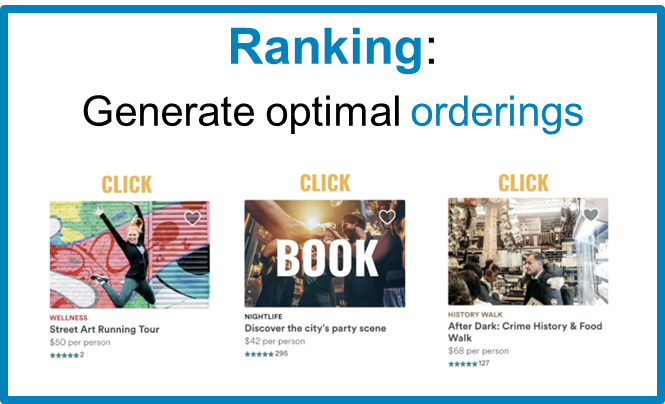 Ranking:
Generate optimal orderings
CLICK
CLICK
CLICK
BOOK
WELLNESS
Street Art Running Tour
$50 per person
★★★★★ 2
NIGHTLIFE
Discover the city's party scene
$42 per person
★★★★★ 295
HISTORY WALK
After Dark: Crime History & Food
Walk
$68 per person
★★★★★ 127